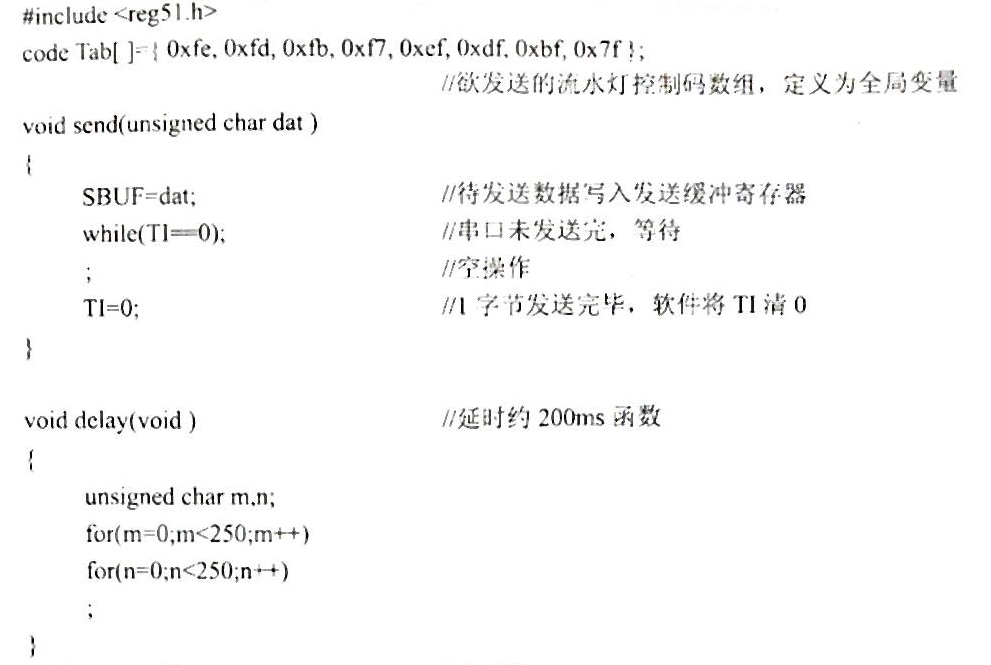 #include <reg51.h>
code Tab[ ]={ 0xfe, 0xfd, 0xfb, 0xf7, 0xef, 0xdf, 0xbf, 0x7f };
//欲发送的流水灯控制码数组，定义为全局变量
void send(unsigned char dat )
{
SBUF=dat; //待发送数据写入发送缓冲寄存器
while(TI==0); //串口未发送完，等待
; //空操作
TI=0; //1 字节发送完毕，软件将 TI 清 0
}
void delay(void ) //延时约 200ms 函数
{
unsigned char m,n;
for(m=0;m<250;m++)
for(n=0;n<250;n++)
;
}